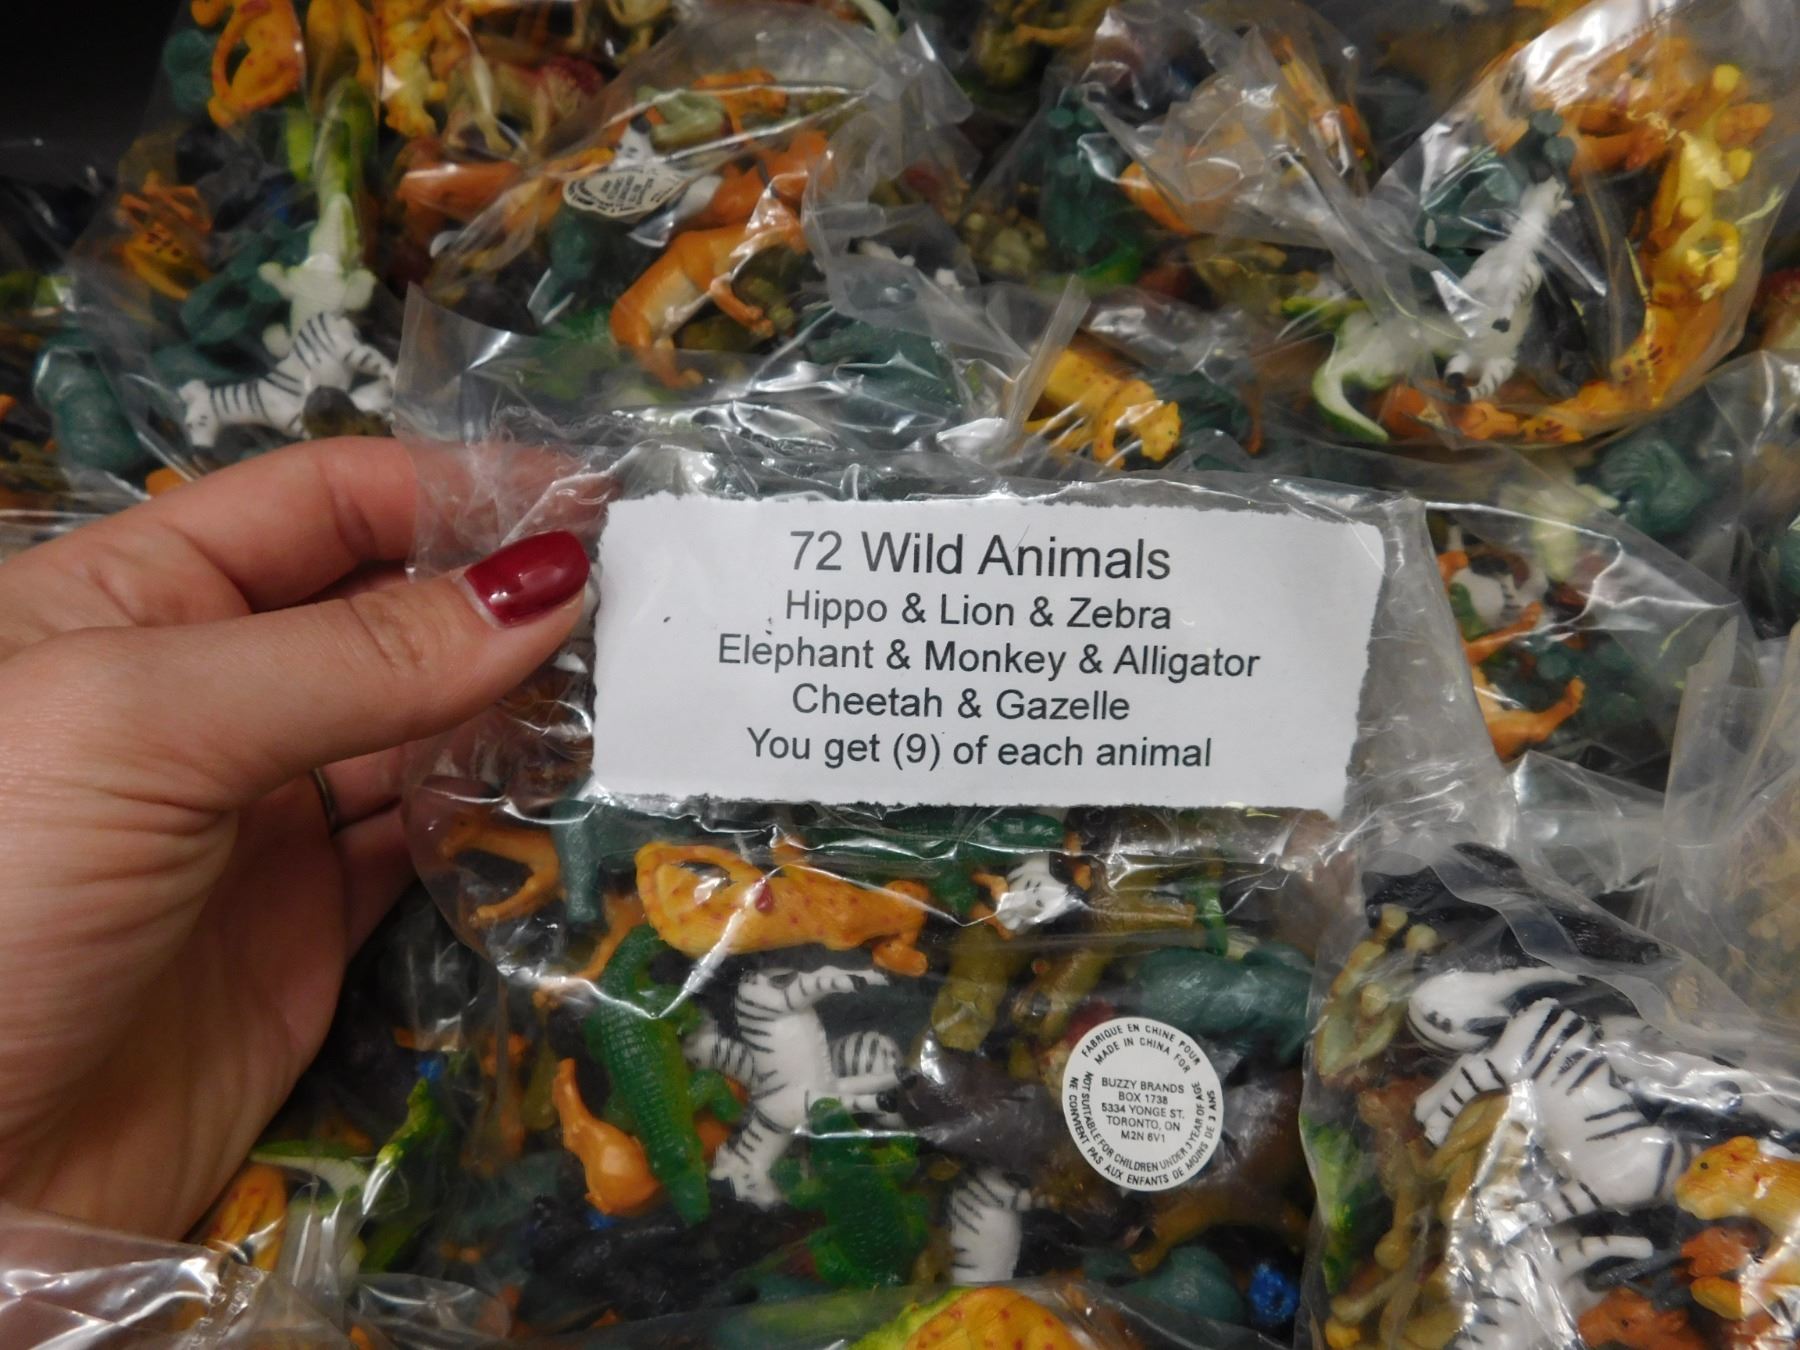 72 Wild Animals
Hippo & Lion & Zebra
Elephant & Monkey & Alligator
Cheetah & Gazelle
You get (9) of each animal
FABRIQUE EN CHINE POUR
MADE IN CHINA FOR
BUZZY BRANDS
BOX 1738
5334 YONGE ST.
TORONTO, ON
M2N 6V1
NOT SUITABLE FOR CHILDREN UNDER 3 YEAR OF AGE
NE CONVIENT PAS AUX ENFANTS DE MOINS DE 3 ANS